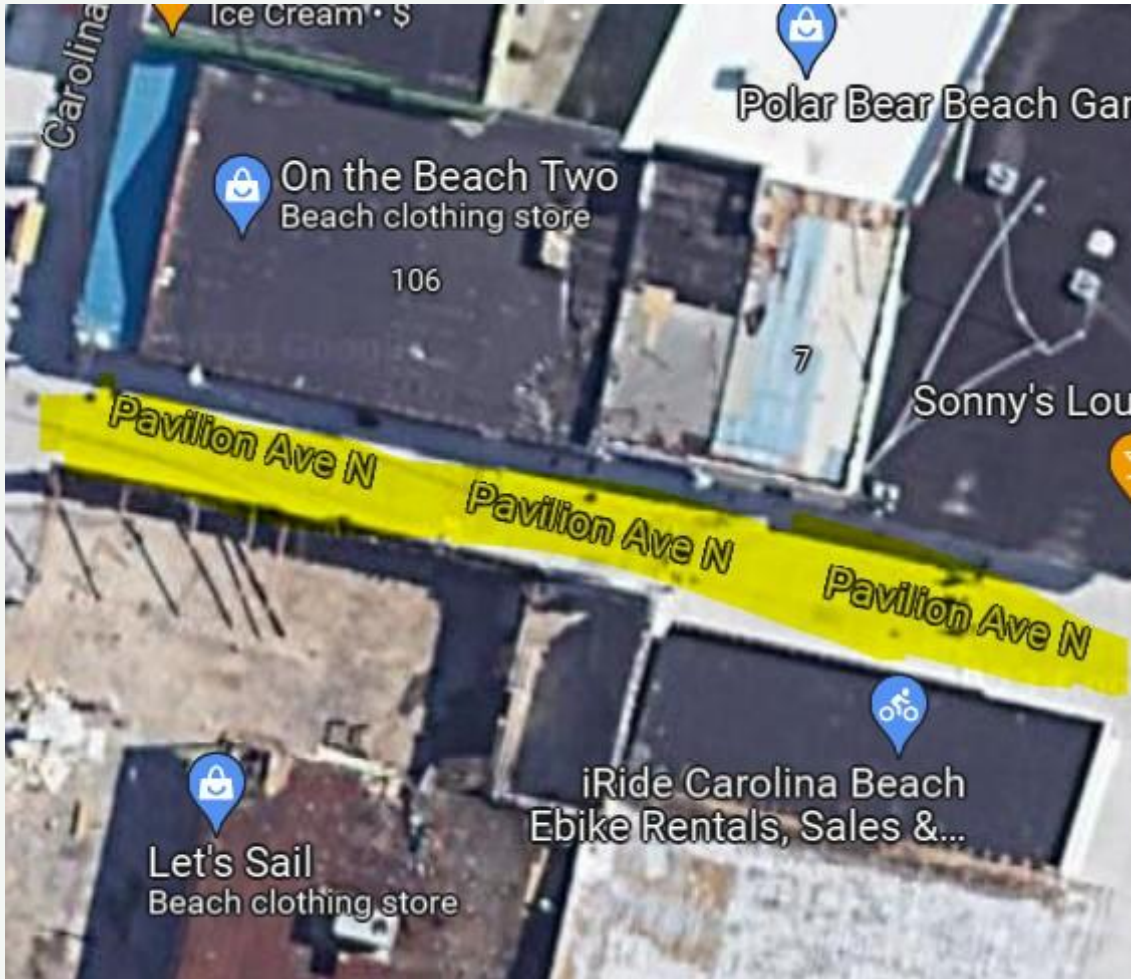 Ice Cream • $
Carolina
Polar Bear Beach Gar
On the Beach Two
Beach clothing store
106
7
Sonny's Lou
Pavilion Ave N
Pavilion Ave N
Pavilion Ave N
iRide Carolina Beach
Ebike Rentals, Sales &...
Let's Sail
Beach clothing store